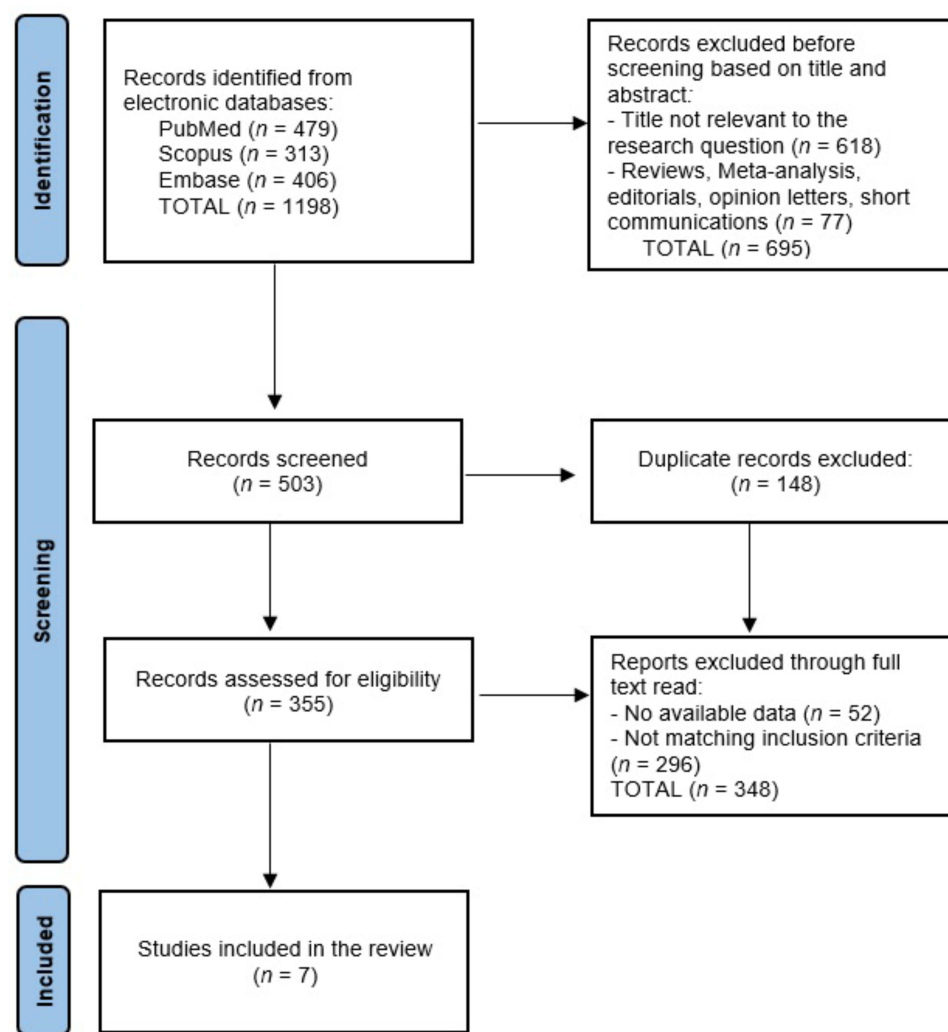 Identification
Records identified from
electronic databases:
PubMed (n = 479)
Scopus (n = 313)
Embase (n = 406)
TOTAL (n = 1198)
Records excluded before
screening based on title and
abstract:
- Title not relevant to the
research question (n = 618)
- Reviews, Meta-analysis,
editorials, opinion letters, short
communications (n = 77)
TOTAL (n = 695)
Screening
Records screened
(n = 503)
Duplicate records excluded:
(n = 148)
Records assessed for eligibility
(n = 355)
Reports excluded through full
text read:
- No available data (n = 52)
- Not matching inclusion criteria
(n = 296)
TOTAL (n = 348)
Included
Studies included in the review
(n = 7)